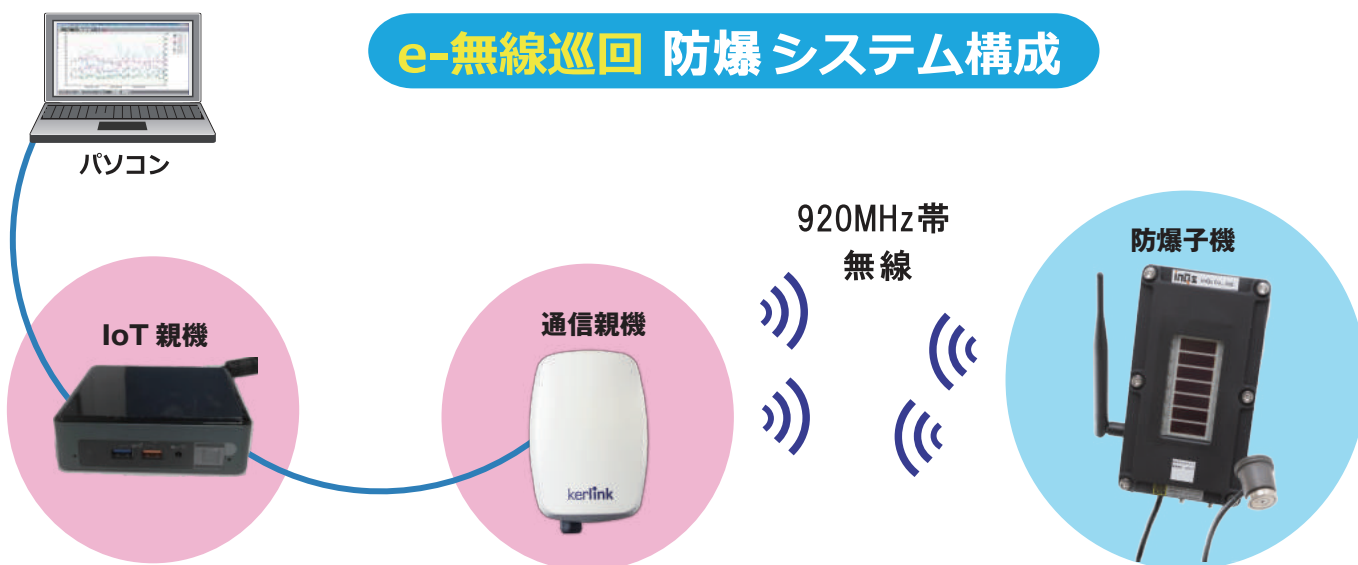 e-無線巡回 防爆システム構成
パソコン
920MHz帯
無線
防爆子機
IoT 親機
通信親機
kerlink